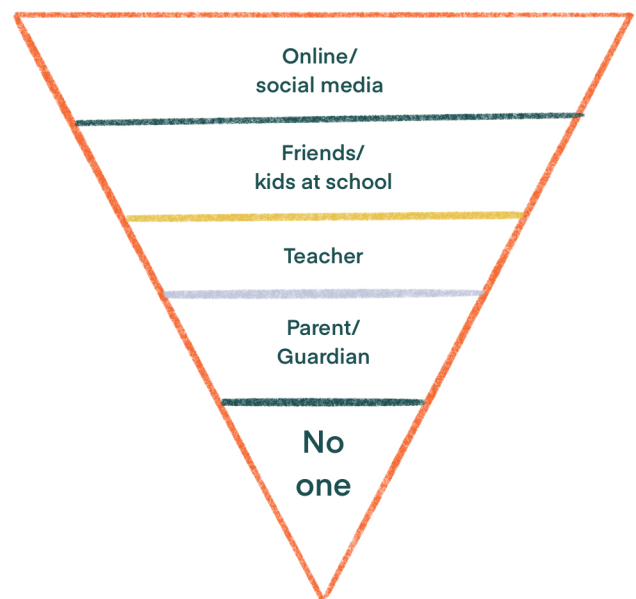 Online/
social media
Friends/
kids at school
Teacher
Parent/
Guardian
No
one